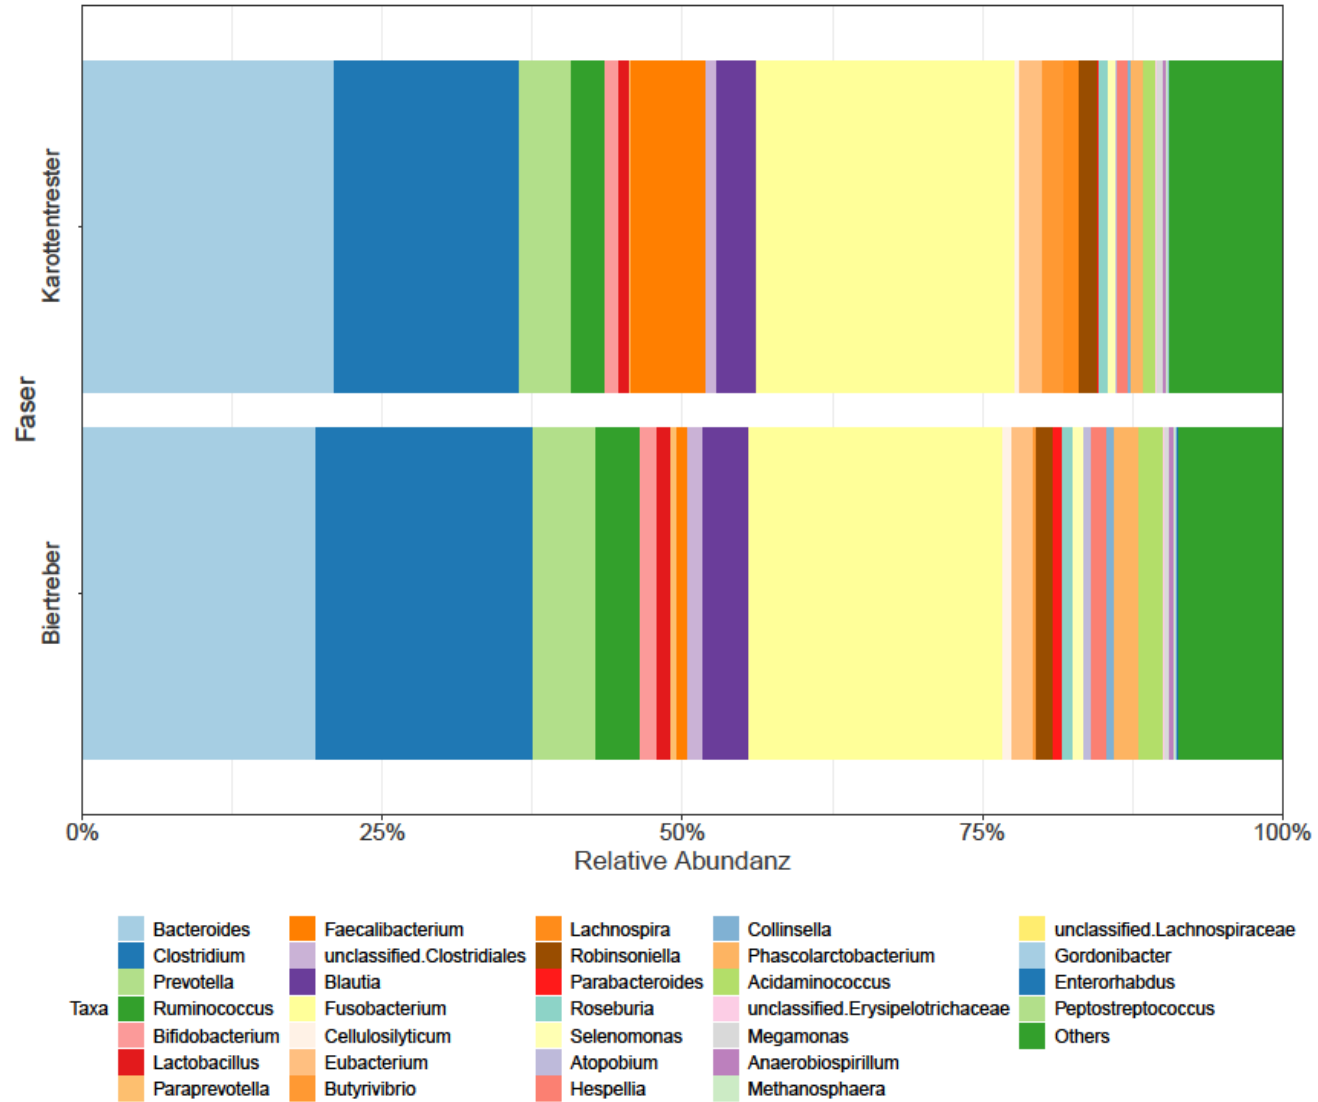 Karottentrester
Faser
Biertreber
0% 25% 50% 75% 100%
Relative Abundanz
Taxa
Bacteroides
Clostridium
Prevotella
Ruminococcus
Bifidobacterium
Lactobacillus
Paraprevotella
Faecalibacterium
unclassified.Clostridiales
Blautia
Fusobacterium
Cellulosilyticum
Eubacterium
Butyrivibrio
Lachnospira
Robinsoniella
Parabacteroides
Roseburia
Selenomonas
Atopobium
Hespellia
Collinsella
Phascolarctobacterium
Acidaminococcus
unclassified.Erysipelotrichaceae
Megamonas
Anaerobiospirillum
Methanosphaera
unclassified.Lachnospiraceae
Gordonibacter
Enterorhabdus
Peptostreptococcus
Others